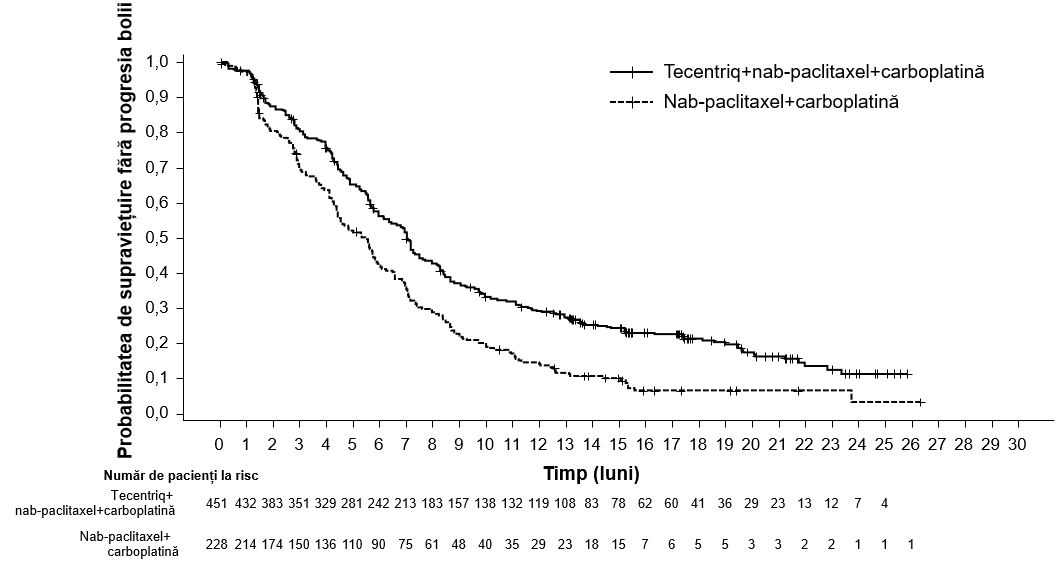 Probabilitatea de supraviețuire fără progresia bolii
1,0
0,9
0,8
0,7
0,6
0,5
0,4
0,3
0,2
0,1
0,0
Tecentriq+nab-paclitaxel+carboplatină
Nab-paclitaxel+carboplatină
0 1 2 3 4 5 6 7 8 9 10 11 12 13 14 15 16 17 18 19 20 21 22 23 24 25 26 27 28 29 30
Timp (luni)
Număr de pacienți la risc
Tecentriq+
nab-paclitaxel+carboplatină
451 432 383 351 329 281 242 213 183 157 138 132 119 108 83 78 62 60 41 36 29 23 13 12 7 4
Nab-paclitaxel+
carboplatină
228 214 174 150 136 110 90 75 61 48 40 35 29 23 18 15 7 6 5 5 3 3 2 2 1 1 1